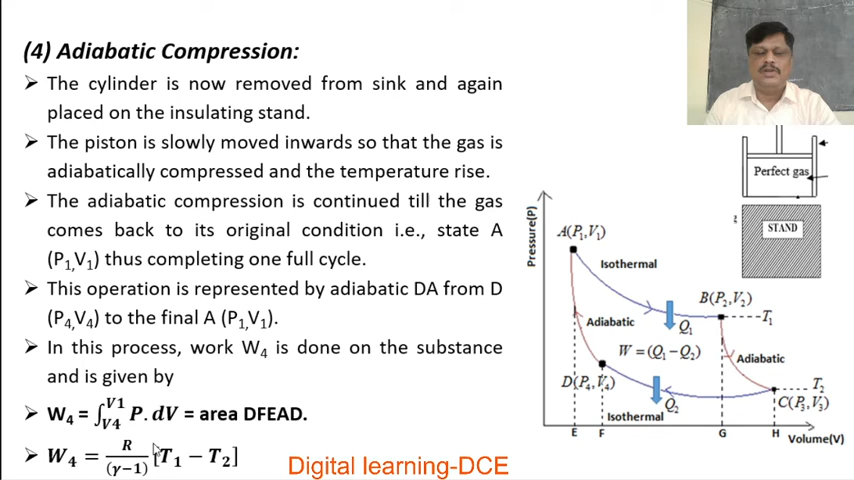 (4) Adiabatic Compression:
➢ The cylinder is now removed from sink and again
placed on the insulating stand.
➢ The piston is slowly moved inwards so that the gas is
adiabatically compressed and the temperature rise.
➢ The adiabatic compression is continued till the gas
comes back to its original condition i.e., state A
(P₁,V₁) thus completing one full cycle.
➢ This operation is represented by adiabatic DA from D
(P₄,V₄) to the final A (P₁,V₁).
➢ In this process, work W₄ is done on the substance
and is given by
➢ W₄ = ∫_{V4}^{V1} P.dV = area DFEAD.
➢ W₄ = R/(γ−1) [T₁ − T₂]
Digital learning-DCE
Perfect gas
g
STAND
Pressure(P)
A(P₁,V₁)
Isothermal
B(P₂,V₂)
T₁
Q₁
Adiabatic
W = (Q₁ − Q₂)
Adiabatic
D(P₄,V₄)
T₂
Q₂
C(P₃,V₃)
Isothermal
E
F
G
H
Volume(V)